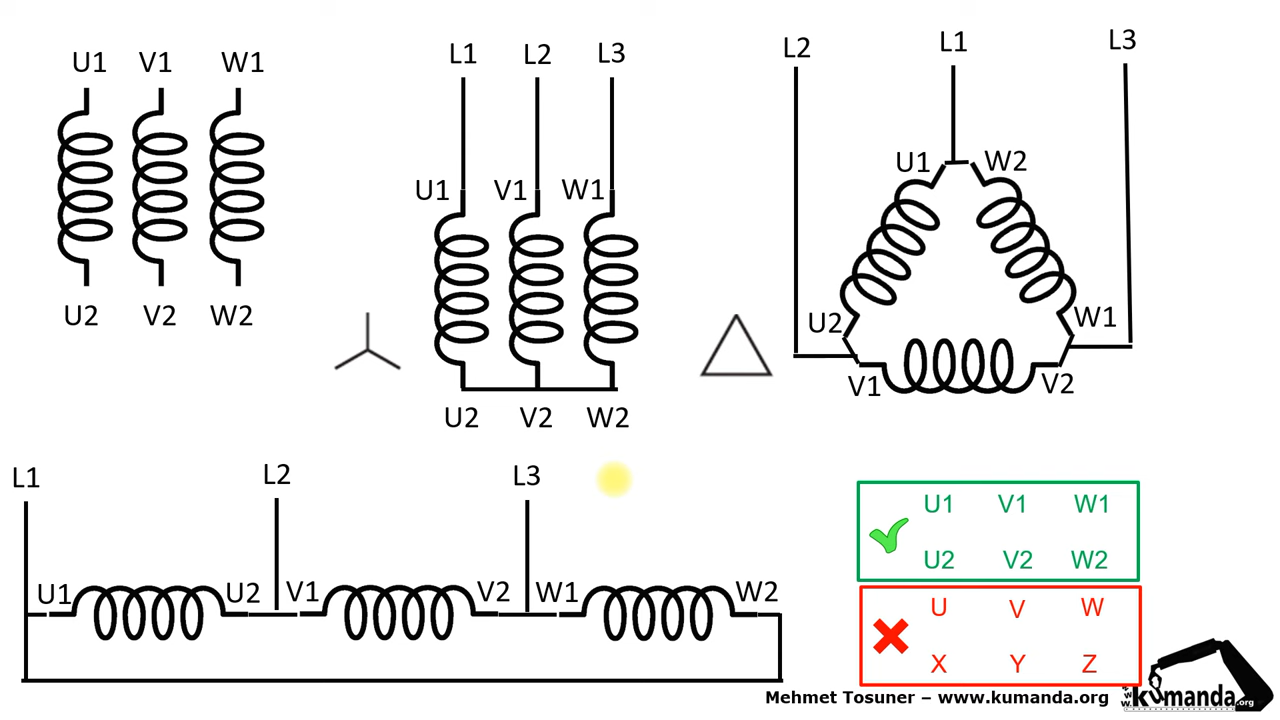 U1 V1 W1
U2 V2 W2
L1 L2 L3
U1 V1 W1
U2 V2 W2
L2 L1 L3
U1 W2
U2 W1
V1 V2
L1 L2 L3
U1 U2 V1 V2 W1 W2
U1 V1 W1
U2 V2 W2
U V W
X Y Z
Mehmet Tosuner – www.kumanda.org
www.kumanda.org